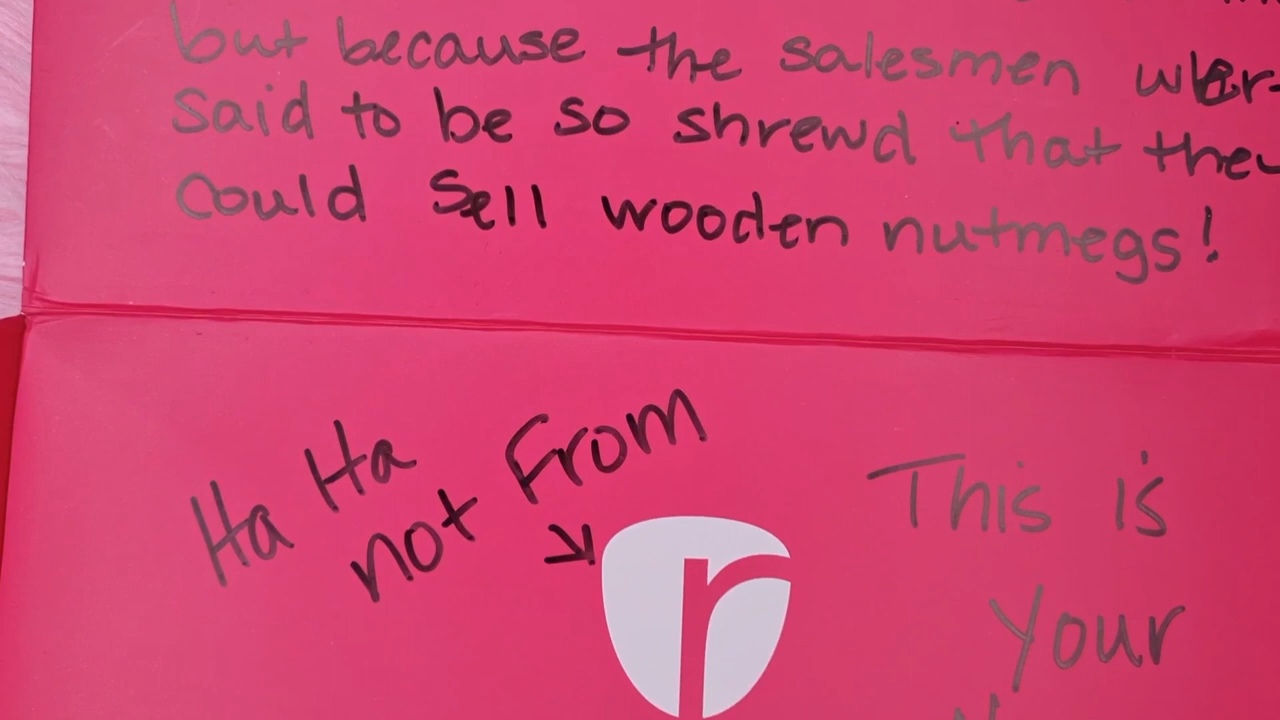 but because the salesmen wer
said to be so shrewd that they
could sell wooden nutmegs!
Ha Ha
not From
r
This is
Your